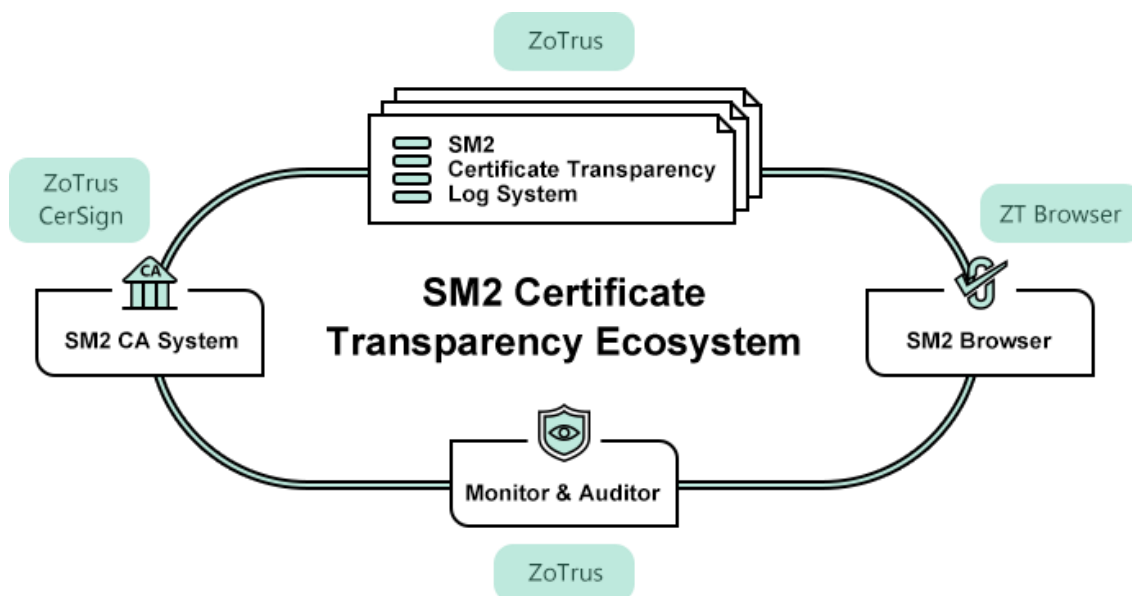 ZoTrus
SM2
Certificate Transparency
Log System
ZoTrus
CerSign
ZT Browser
CA
SM2 CA System
SM2 Certificate
Transparency Ecosystem
SM2 Browser
Monitor & Auditor
ZoTrus